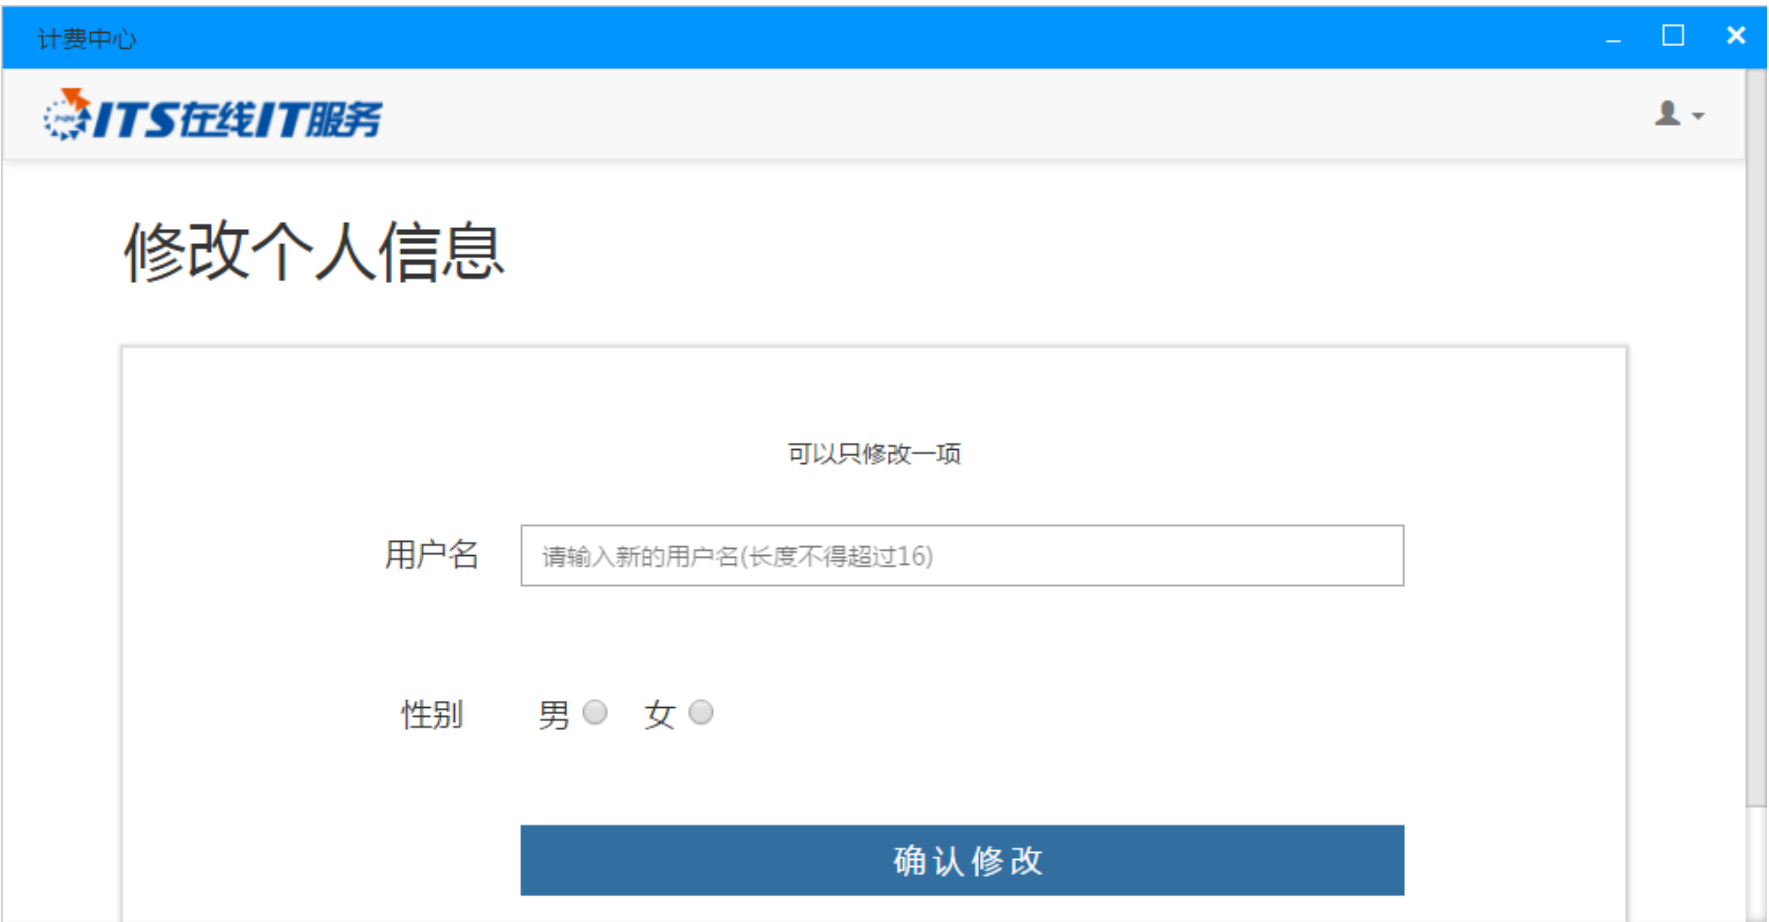 计费中心
ITS在线IT服务
修改个人信息
可以只修改一项
用户名 请输入新的用户名(长度不得超过16)
性别 男 女
确认修改